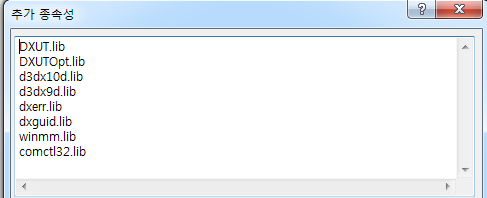 추가 종속성
DXUT.lib
DXUTOpt.lib
d3dx10d.lib
d3dx9d.lib
dxerr.lib
dxguid.lib
winmm.lib
comctl32.lib